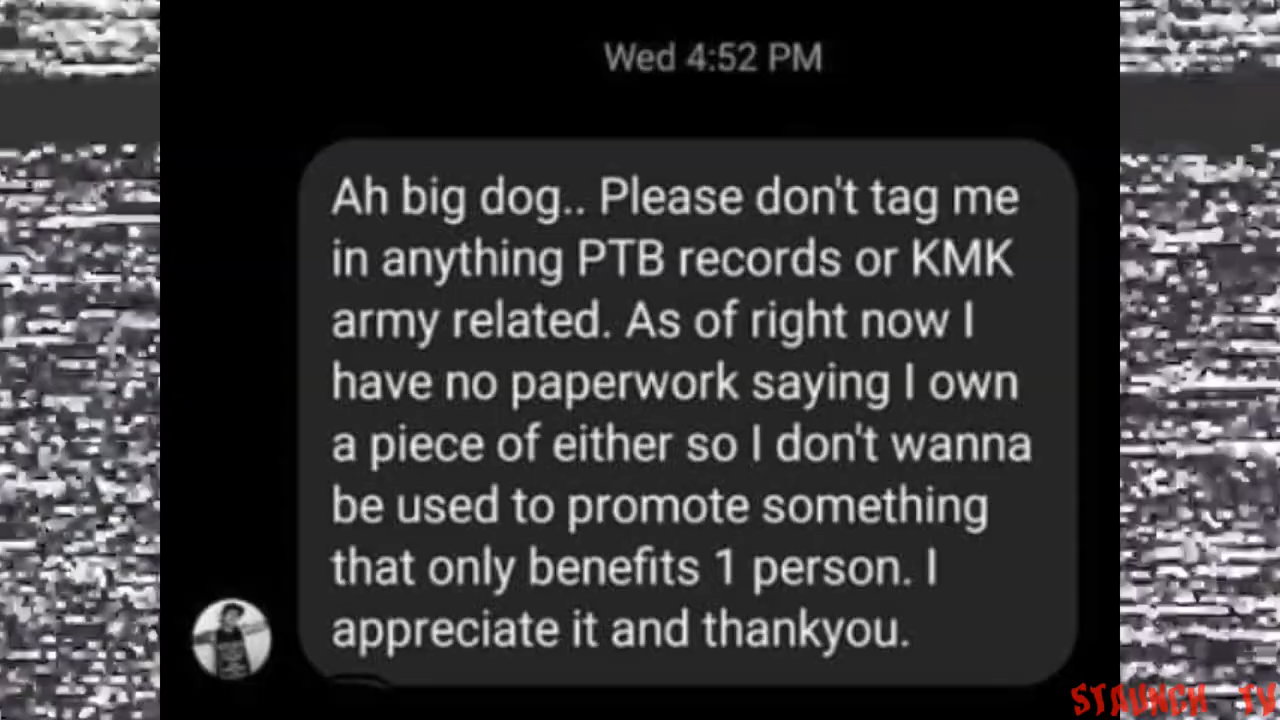 Wed 4:52 PM
Ah big dog.. Please don't tag me
in anything PTB records or KMK
army related. As of right now I
have no paperwork saying I own
a piece of either so I don't wanna
be used to promote something
that only benefits 1 person. I
appreciate it and thankyou.
STAUNCH TV